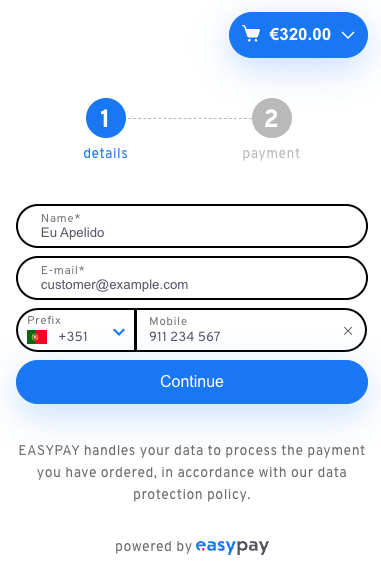 €320.00
1
2
details
payment
Name*
Eu Apelido
E-mail*
customer@example.com
Prefix
Mobile
+351
911 234 567
Continue
EASYPAY handles your data to process the payment
you have ordered, in accordance with our data
protection policy.
powered by easypay